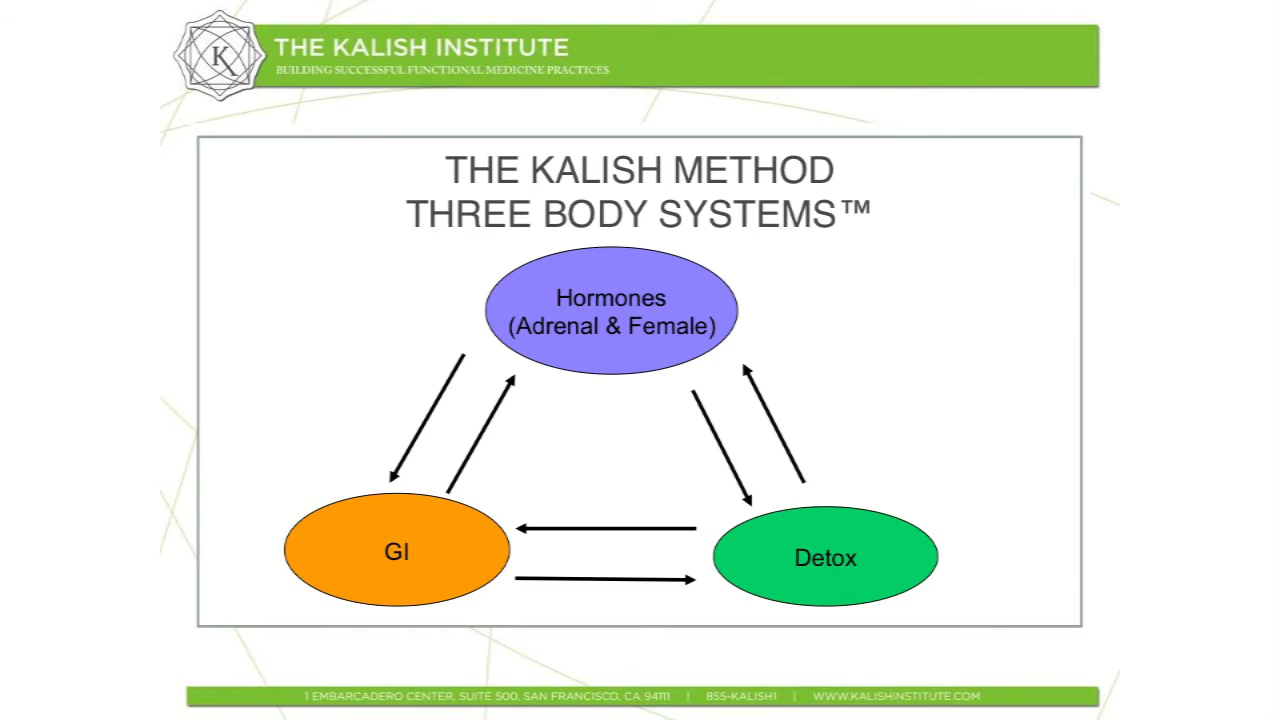 K
THE KALISH INSTITUTE
BUILDING SUCCESSFUL FUNCTIONAL MEDICINE PRACTICES
THE KALISH METHOD
THREE BODY SYSTEMS™
Hormones
(Adrenal & Female)
GI
Detox
1 EMBARCADERO CENTER, SUITE 500, SAN FRANCISCO, CA 94111 | 855-KALISH1 | WWW.KALISHINSTITUTE.COM